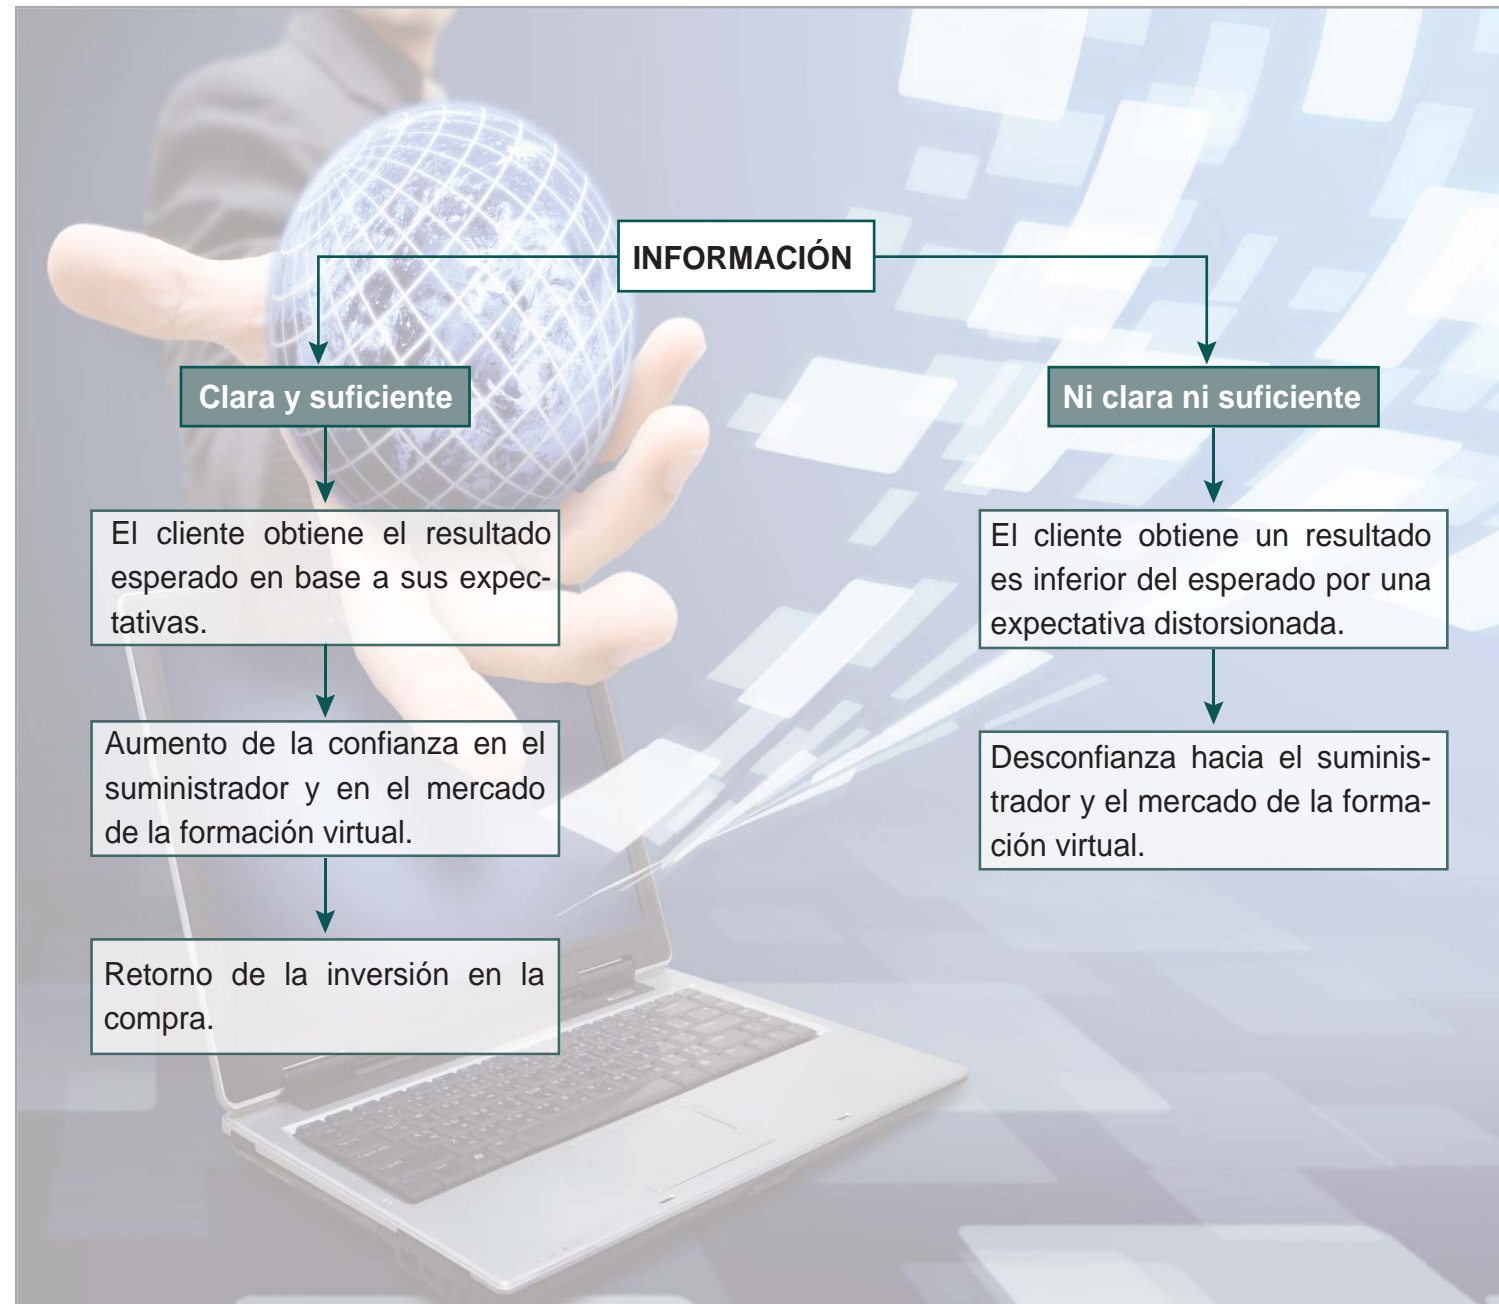 INFORMACIÓN
Clara y suficiente
El cliente obtiene el resultado
esperado en base a sus expec-
tativas.
Aumento de la confianza en el
suministrador y en el mercado
de la formación virtual.
Retorno de la inversión en la
compra.
Ni clara ni suficiente
El cliente obtiene un resultado
es inferior del esperado por una
expectativa distorsionada.
Desconfianza hacia el suminis-
trador y el mercado de la forma-
ción virtual.